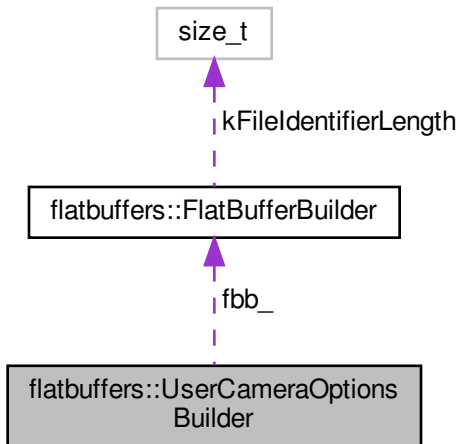 size_t
kFileIdentifierLength
flatbuffers::FlatBufferBuilder
fbb_
flatbuffers::UserCameraOptions
Builder